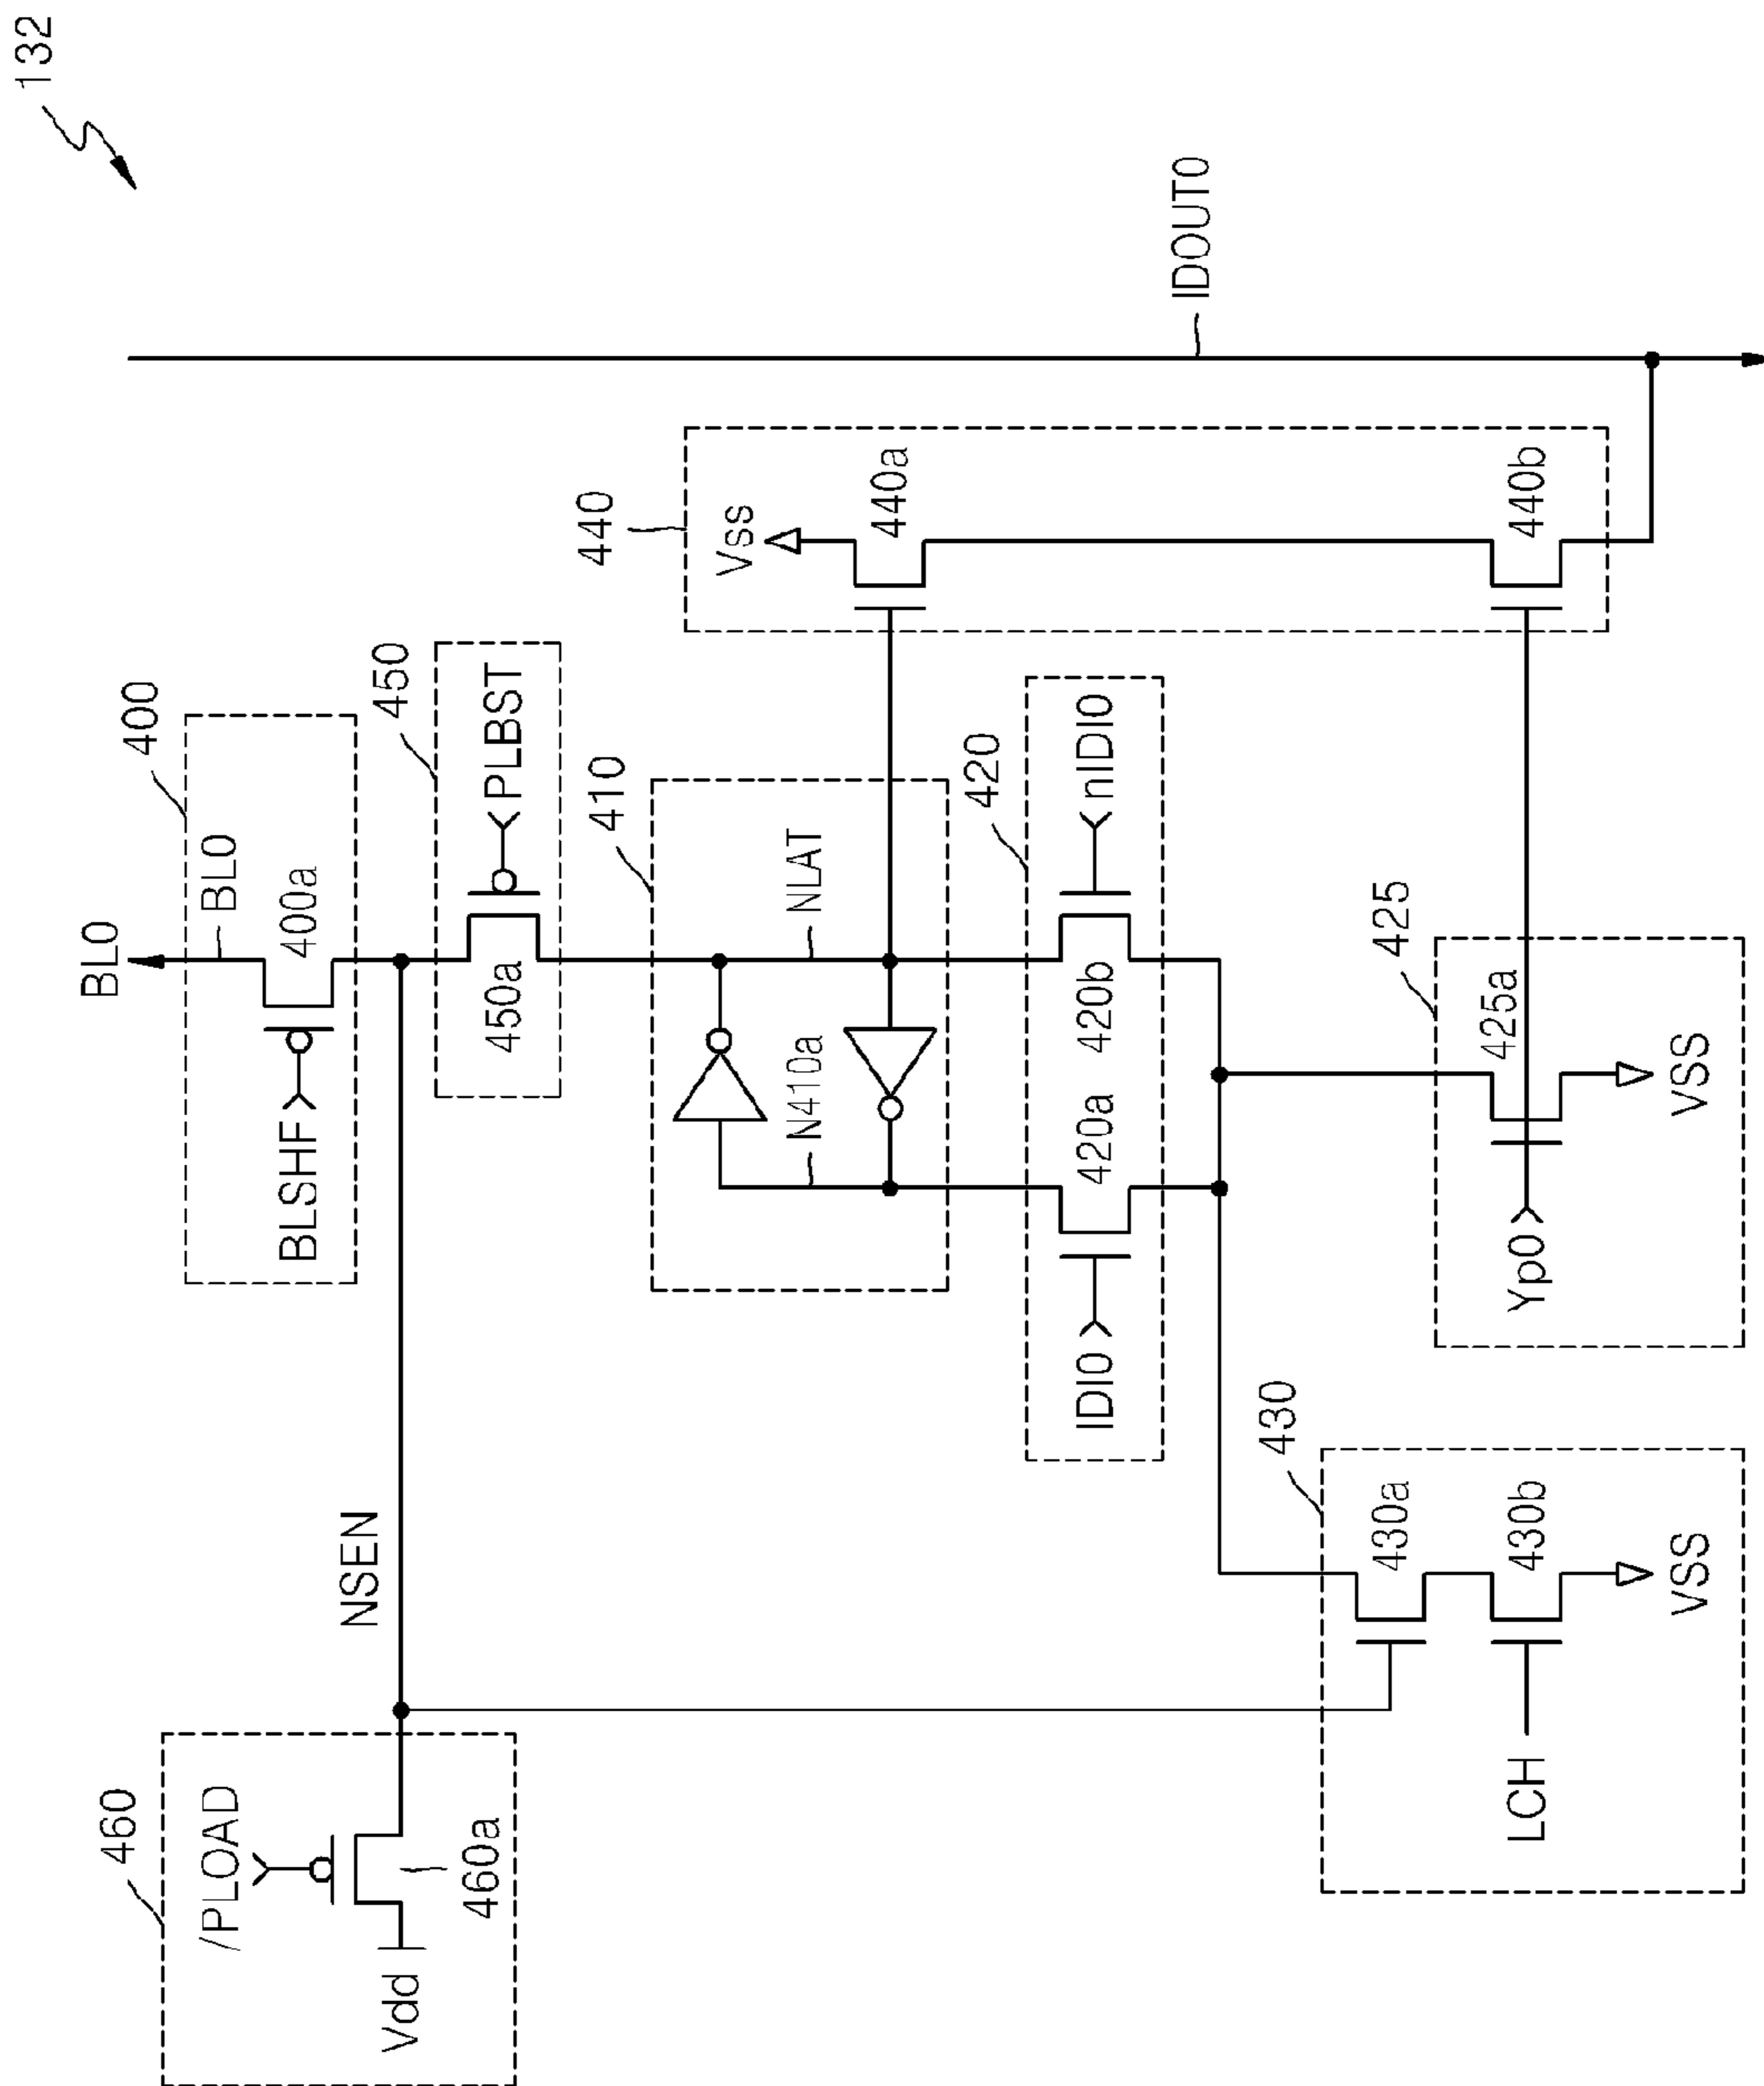 132
BL0
400
BL0
400a
BLSHF
450
PLBST
450a
460
/PLOAD
Vdd
460a
NSEN
410
NLAT
N410a
440
Vss
440a
440b
IDOUT0
420
nIDI0
420b
420a
IDI0
425
425a
Yp0
VSS
430
430a
430b
LCH
VSS